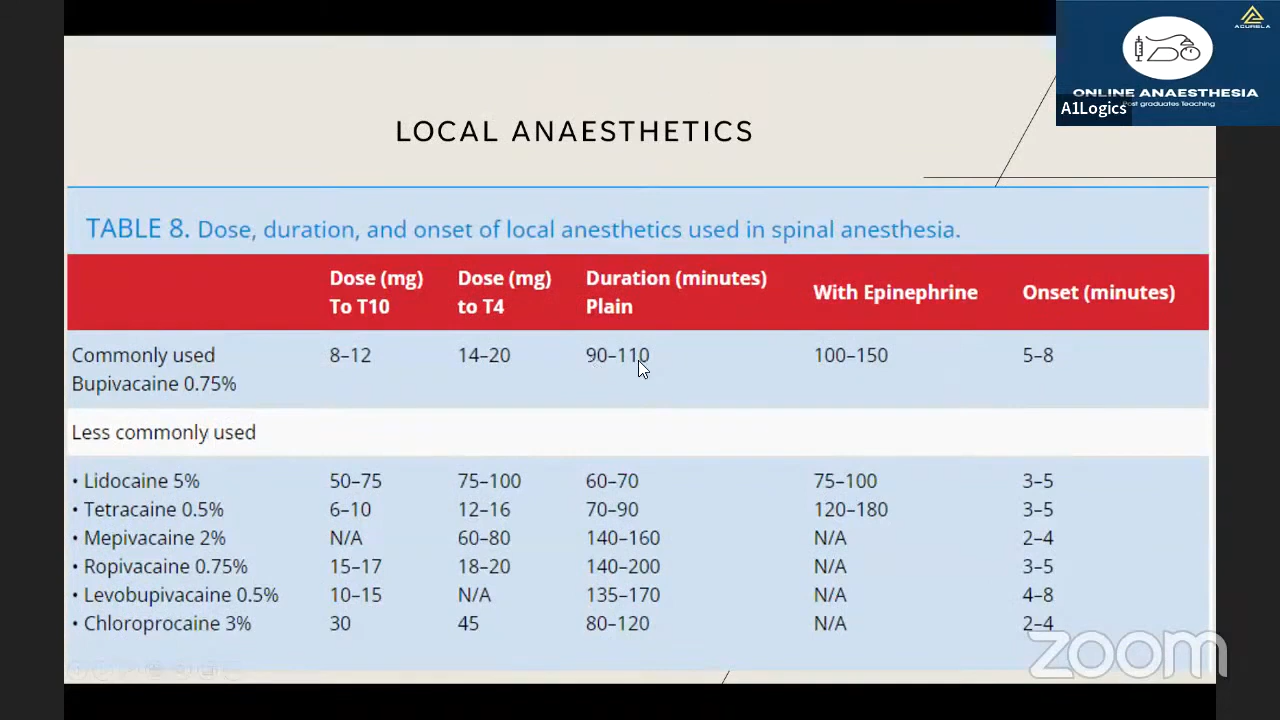 ACURELA
ONLINE ANAESTHESIA
Post graduates Teaching
A1Logics
LOCAL ANAESTHETICS
TABLE 8. Dose, duration, and onset of local anesthetics used in spinal anesthesia.
Dose (mg) To T10 Dose (mg) to T4 Duration (minutes) Plain With Epinephrine Onset (minutes)
Commonly used Bupivacaine 0.75% 8–12 14–20 90–110 100–150 5–8
Less commonly used
• Lidocaine 5% 50–75 75–100 60–70 75–100 3–5
• Tetracaine 0.5% 6–10 12–16 70–90 120–180 3–5
• Mepivacaine 2% N/A 60–80 140–160 N/A 2–4
• Ropivacaine 0.75% 15–17 18–20 140–200 N/A 3–5
• Levobupivacaine 0.5% 10–15 N/A 135–170 N/A 4–8
• Chloroprocaine 3% 30 45 80–120 N/A 2–4
zoom